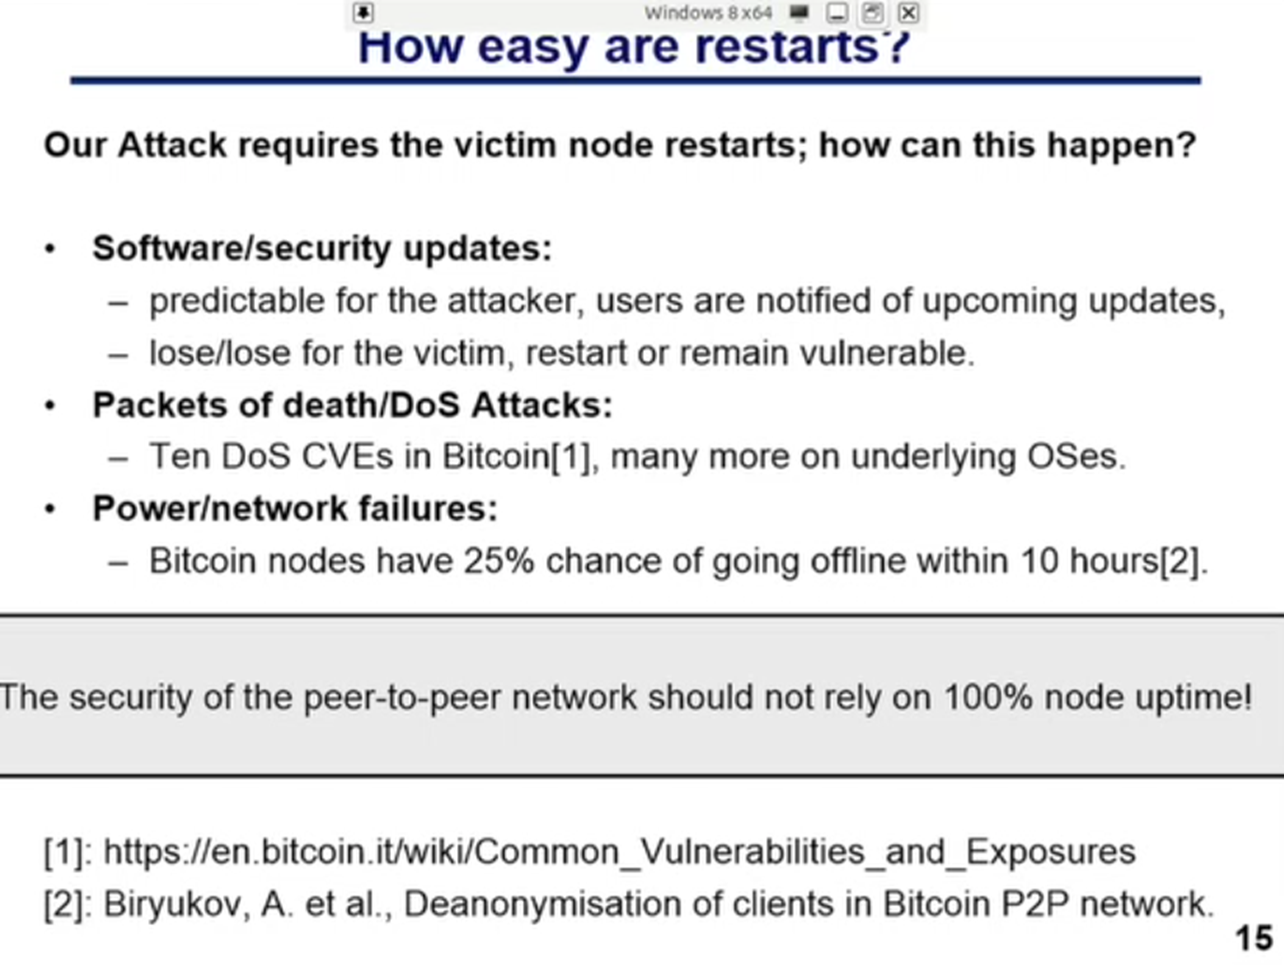 Windows 8 x64
How easy are restarts?
Our Attack requires the victim node restarts; how can this happen?
• Software/security updates:
– predictable for the attacker, users are notified of upcoming updates,
– lose/lose for the victim, restart or remain vulnerable.
• Packets of death/DoS Attacks:
– Ten DoS CVEs in Bitcoin[1], many more on underlying OSes.
• Power/network failures:
– Bitcoin nodes have 25% chance of going offline within 10 hours[2].
The security of the peer-to-peer network should not rely on 100% node uptime!
[1]: https://en.bitcoin.it/wiki/Common_Vulnerabilities_and_Exposures
[2]: Biryukov, A. et al., Deanonymisation of clients in Bitcoin P2P network.
15